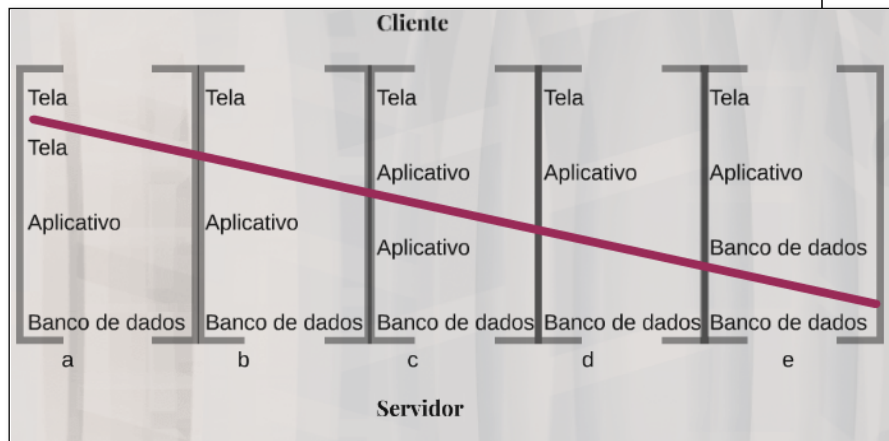 Cliente
Tela Tela Tela Tela Tela
Tela
Aplicativo Aplicativo Aplicativo
Aplicativo Aplicativo
Aplicativo Banco de dados
Banco de dados Banco de dados Banco de dados Banco de dados Banco de dados
a b c d e
Servidor